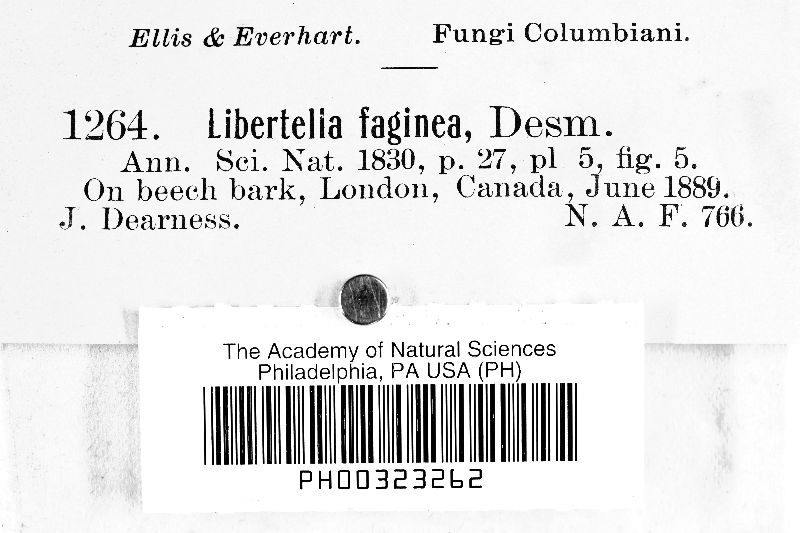 Ellis & Everhart. Fungi Columbiani.
1264. Libertelia faginea, Desm.
Ann. Sci. Nat. 1830, p. 27, pl 5, fig. 5.
On beech bark, London, Canada, June 1889.
J. Dearness. N. A. F. 766.
The Academy of Natural Sciences
Philadelphia, PA USA (PH)
PH00323262